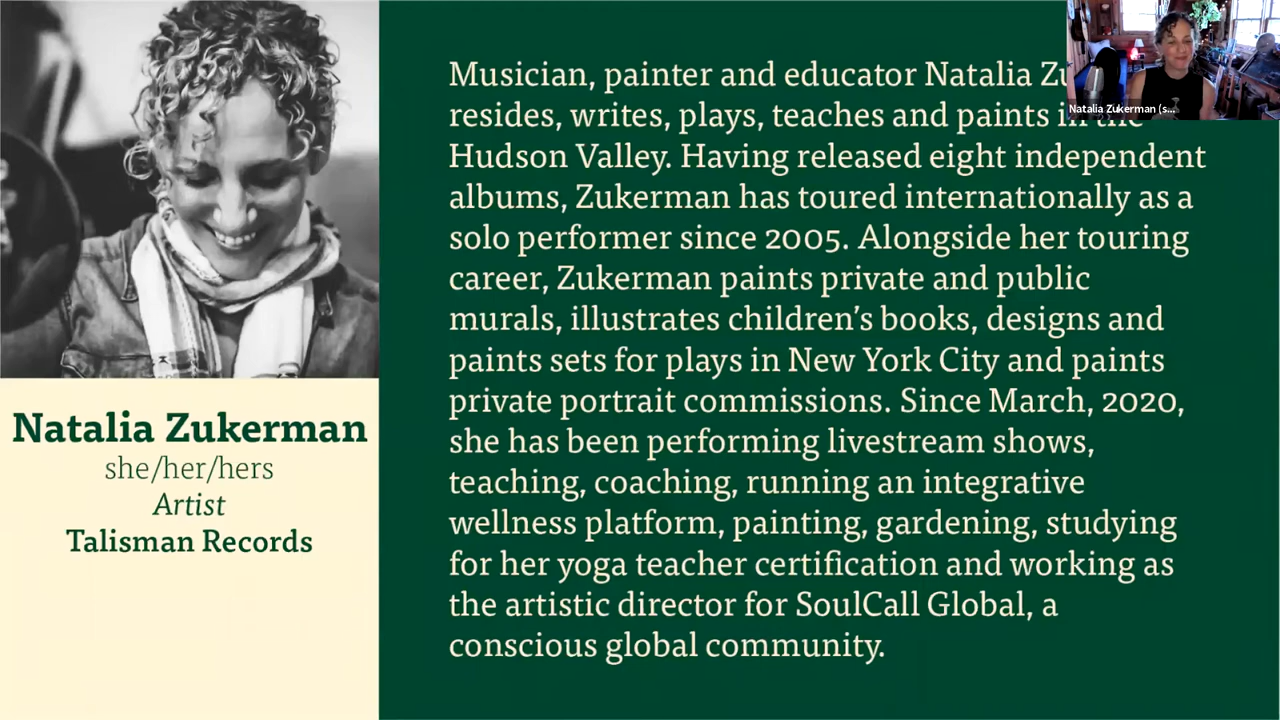 Natalia Zukerman
she/her/hers
Artist
Talisman Records
Musician, painter and educator Natalia
resides, writes, plays, teaches and paints in the
Hudson Valley. Having released eight independent
albums, Zukerman has toured internationally as a
solo performer since 2005. Alongside her touring
career, Zukerman paints private and public
murals, illustrates children’s books, designs and
paints sets for plays in New York City and paints
private portrait commissions. Since March, 2020,
she has been performing livestream shows,
teaching, coaching, running an integrative
wellness platform, painting, gardening, studying
for her yoga teacher certification and working as
the artistic director for SoulCall Global, a
conscious global community.
Natalia Zukerman (s...